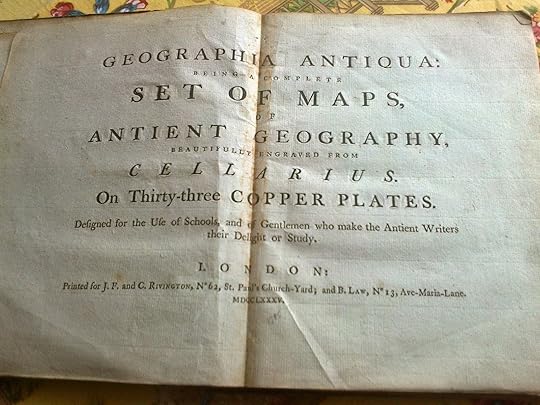 GEOGRAPHIA ANTIQUA:
BEING A COMPLETE
SET OF MAPS,
OF
ANTIENT GEOGRAPHY,
BEAUTIFULLY ENGRAVED FROM
CELLARIUS.
On Thirty-three COPPER PLATES.
Designed for the Use of Schools, and of Gentlemen who make the Antient Writers
their Delight or Study.
LONDON:
Printed for J. F. and C. RIVINGTON, Nº 62, St. Paul's Church-Yard; and B. LAW, Nº 13, Ave-Maria-Lane.
MDCCLXXXV.